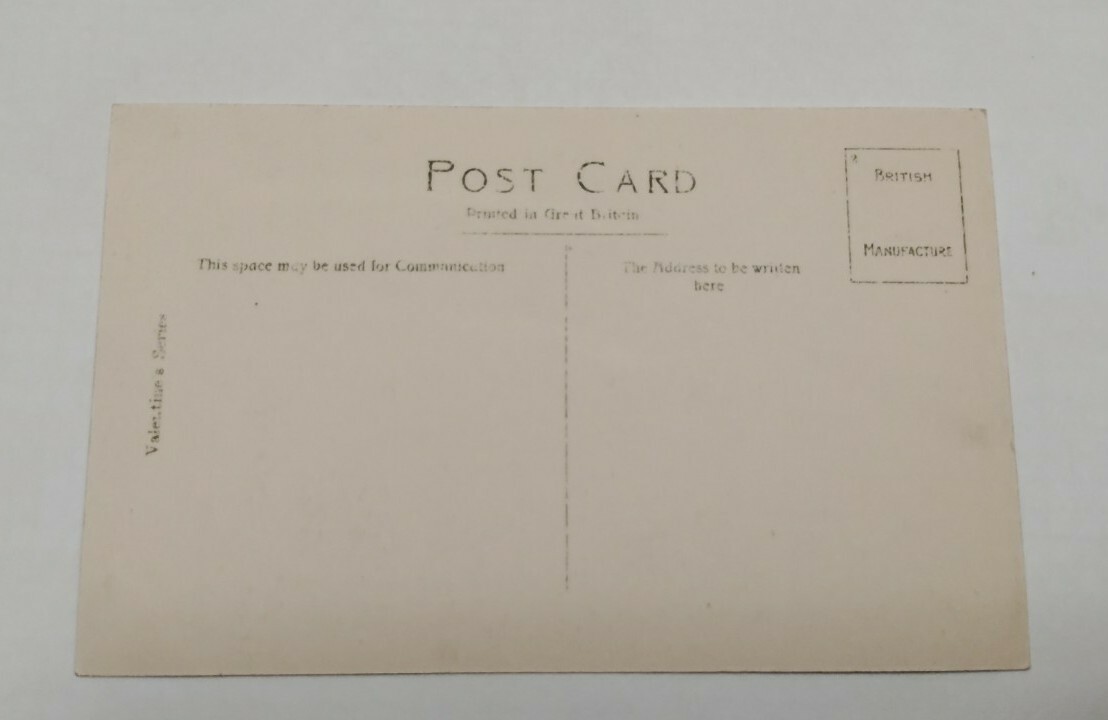 POST CARD
Printed in Great Britain
BRITISH
MANUFACTURE
This space may be used for Communication
The Address to be written
here
Valentine's Series